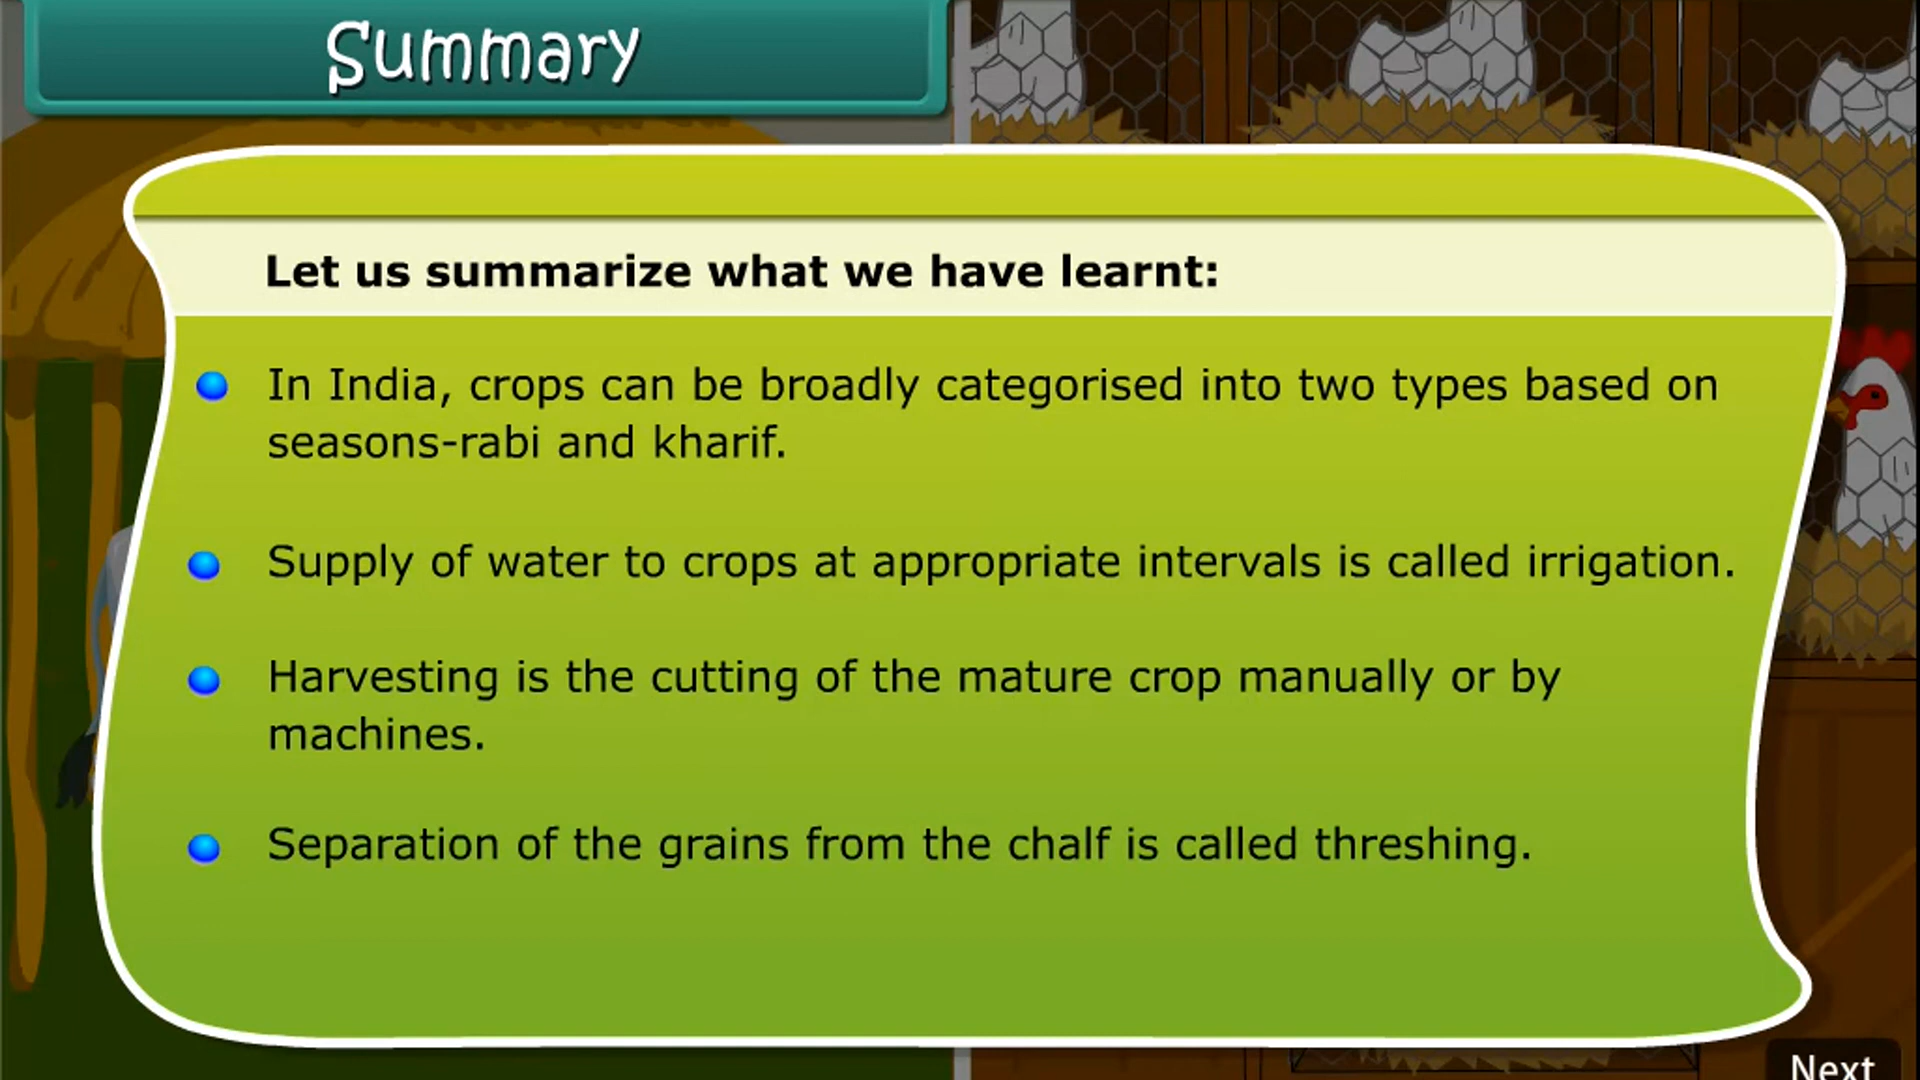 Summary
Let us summarize what we have learnt:
In India, crops can be broadly categorised into two types based on
seasons-rabi and kharif.
Supply of water to crops at appropriate intervals is called irrigation.
Harvesting is the cutting of the mature crop manually or by
machines.
Separation of the grains from the chalf is called threshing.
Next